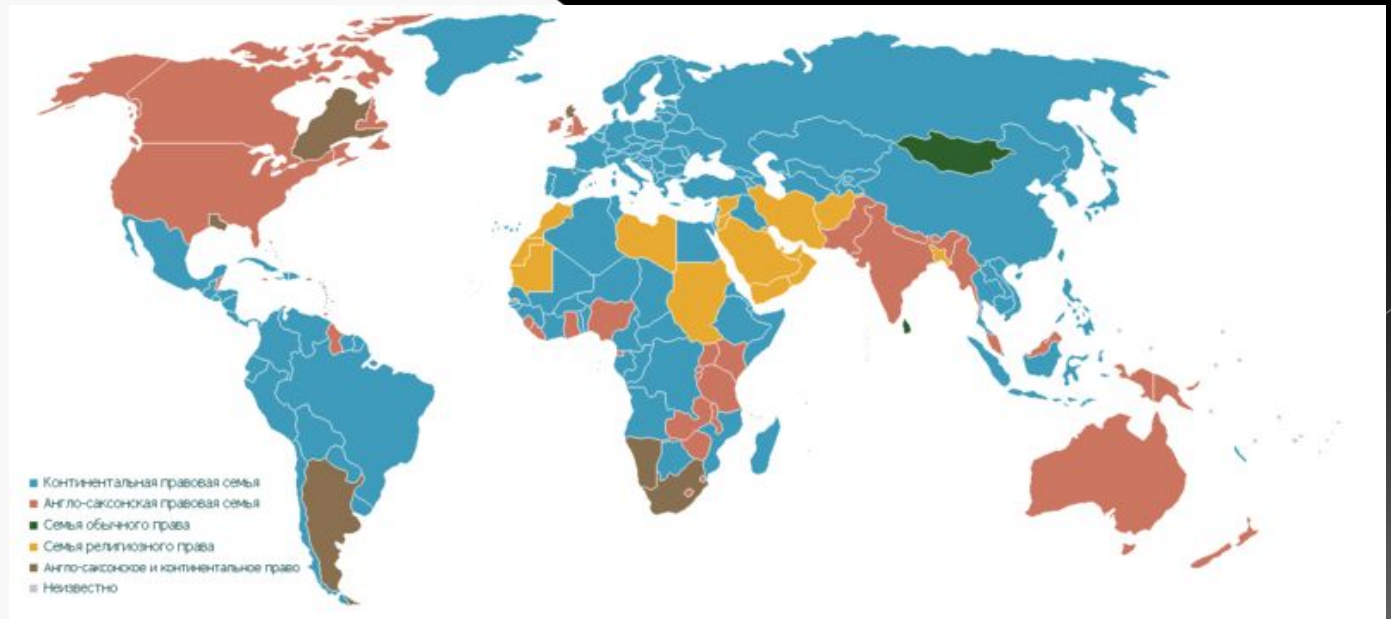 Континентальная правовая семья
Англо-саксонская правовая семья
Семья обычного права
Семья религиозного права
Англо-саксонское и континентальное право
Неизвестно